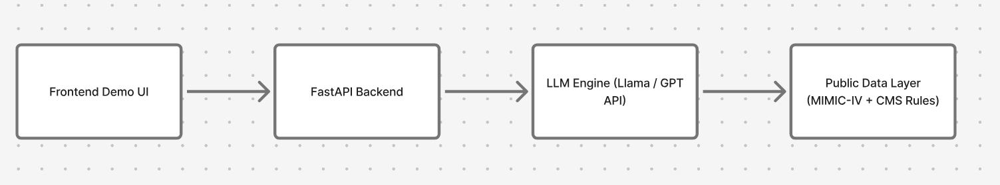 Frontend Demo UI
FastAPI Backend
LLM Engine (Llama / GPT
API)
Public Data Layer
(MIMIC-IV + CMS Rules)